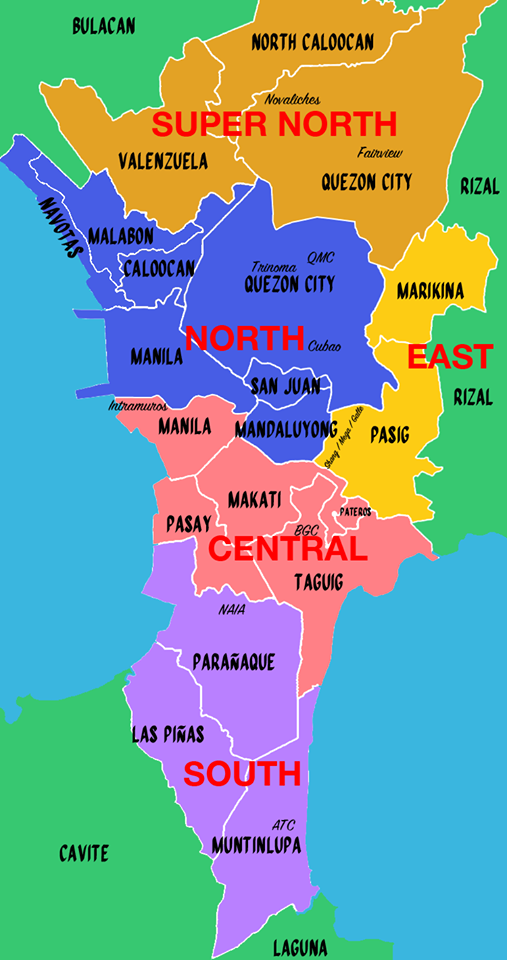 BULACAN
NORTH CALOOCAN
Novaliches
SUPER NORTH
Fairview
VALENZUELA
QUEZON CITY
RIZAL
NAVOTAS
MALABON
CALOOCAN
QMC
Trinoma
QUEZON CITY
MARIKINA
NORTH
Cubao
EAST
MANILA
SAN JUAN
RIZAL
Intramuros
MANILA
MANDALUYONG
Shang / Mega / Galle
PASIG
MAKATI
PATEROS
PASAY
BGC
CENTRAL
TAGUIG
NAIA
PARAÑAQUE
LAS PIÑAS
SOUTH
ATC
MUNTINLUPA
CAVITE
LAGUNA